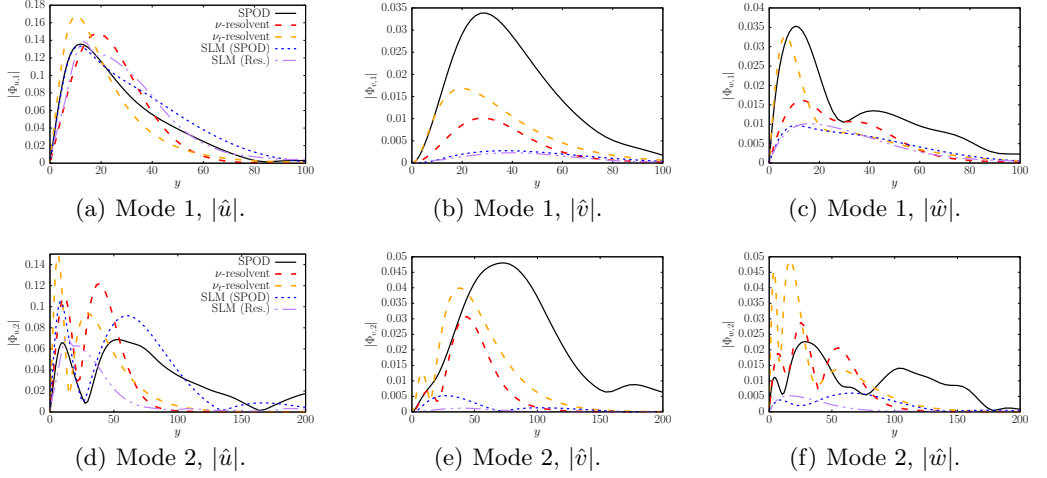 |Φ_{u,1}|
0.18
0.16
0.14
0.12
0.1
0.08
0.06
0.04
0.02
0
0 20 40 60 80 100
y
SPOD
ν-resolvent
ν_t-resolvent
SLM (SPOD)
SLM (Res.)
(a) Mode 1, |û|.
|Φ_{v,1}|
0.035
0.03
0.025
0.02
0.015
0.01
0.005
0
0 20 40 60 80 100
y
(b) Mode 1, |v̂|.
|Φ_{w,1}|
0.04
0.035
0.03
0.025
0.02
0.015
0.01
0.005
0
0 20 40 60 80 100
y
(c) Mode 1, |ŵ|.
|Φ_{u,2}|
0.14
0.12
0.1
0.08
0.06
0.04
0.02
0
0 50 100 150 200
y
SPOD
ν-resolvent
ν_t-resolvent
SLM (SPOD)
SLM (Res.)
(d) Mode 2, |û|.
|Φ_{v,2}|
0.05
0.045
0.04
0.035
0.03
0.025
0.02
0.015
0.01
0.005
0
0 50 100 150 200
y
(e) Mode 2, |v̂|.
|Φ_{w,2}|
0.05
0.045
0.04
0.035
0.03
0.025
0.02
0.015
0.01
0.005
0
0 50 100 150 200
y
(f) Mode 2, |ŵ|.